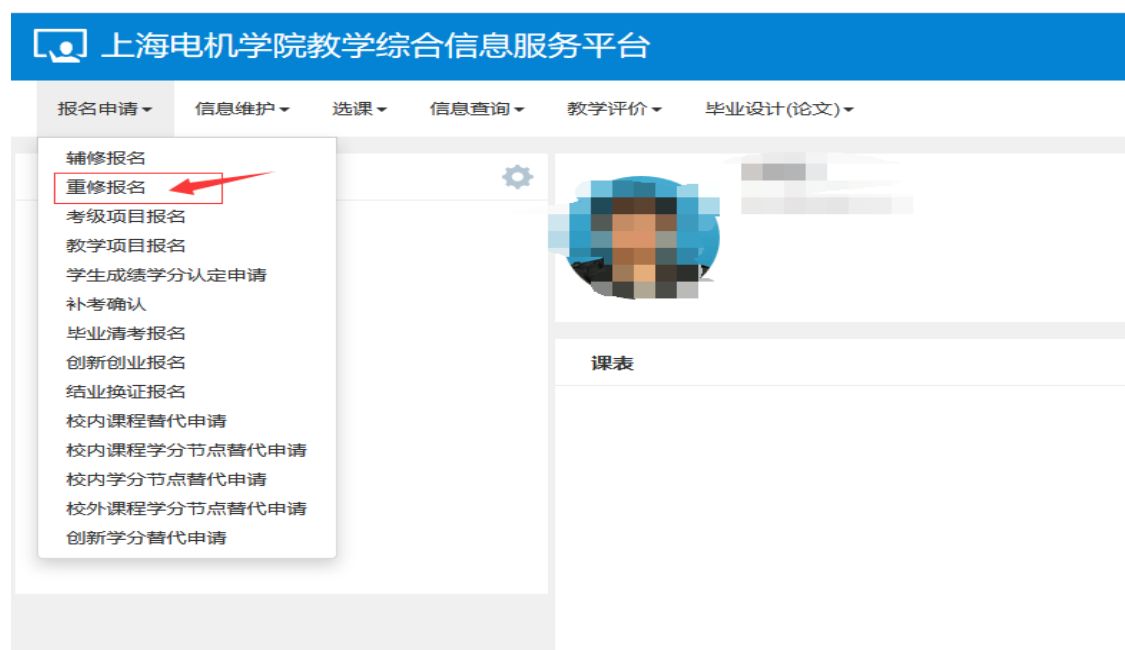 上海电机学院教学综合信息服务平台
报名申请 信息维护 选课 信息查询 教学评价 毕业设计(论文)
辅修报名
重修报名
考级项目报名
教学项目报名
学生成绩学分认定申请
补考确认
毕业清考报名
创新创业报名
课表
结业换证报名
校内课程替代申请
校内课程学分节点替代申请
校内学分节点替代申请
校外课程学分节点替代申请
创新学分替代申请